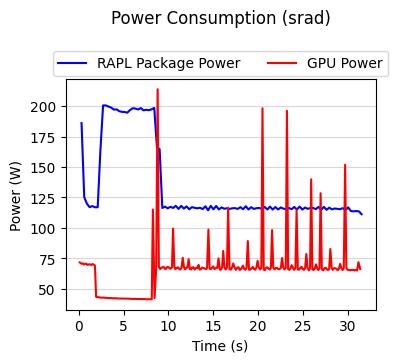 Power Consumption (srad)
RAPL Package Power GPU Power
200
175
150
125
100
75
50
Power (W)
0 5 10 15 20 25 30
Time (s)